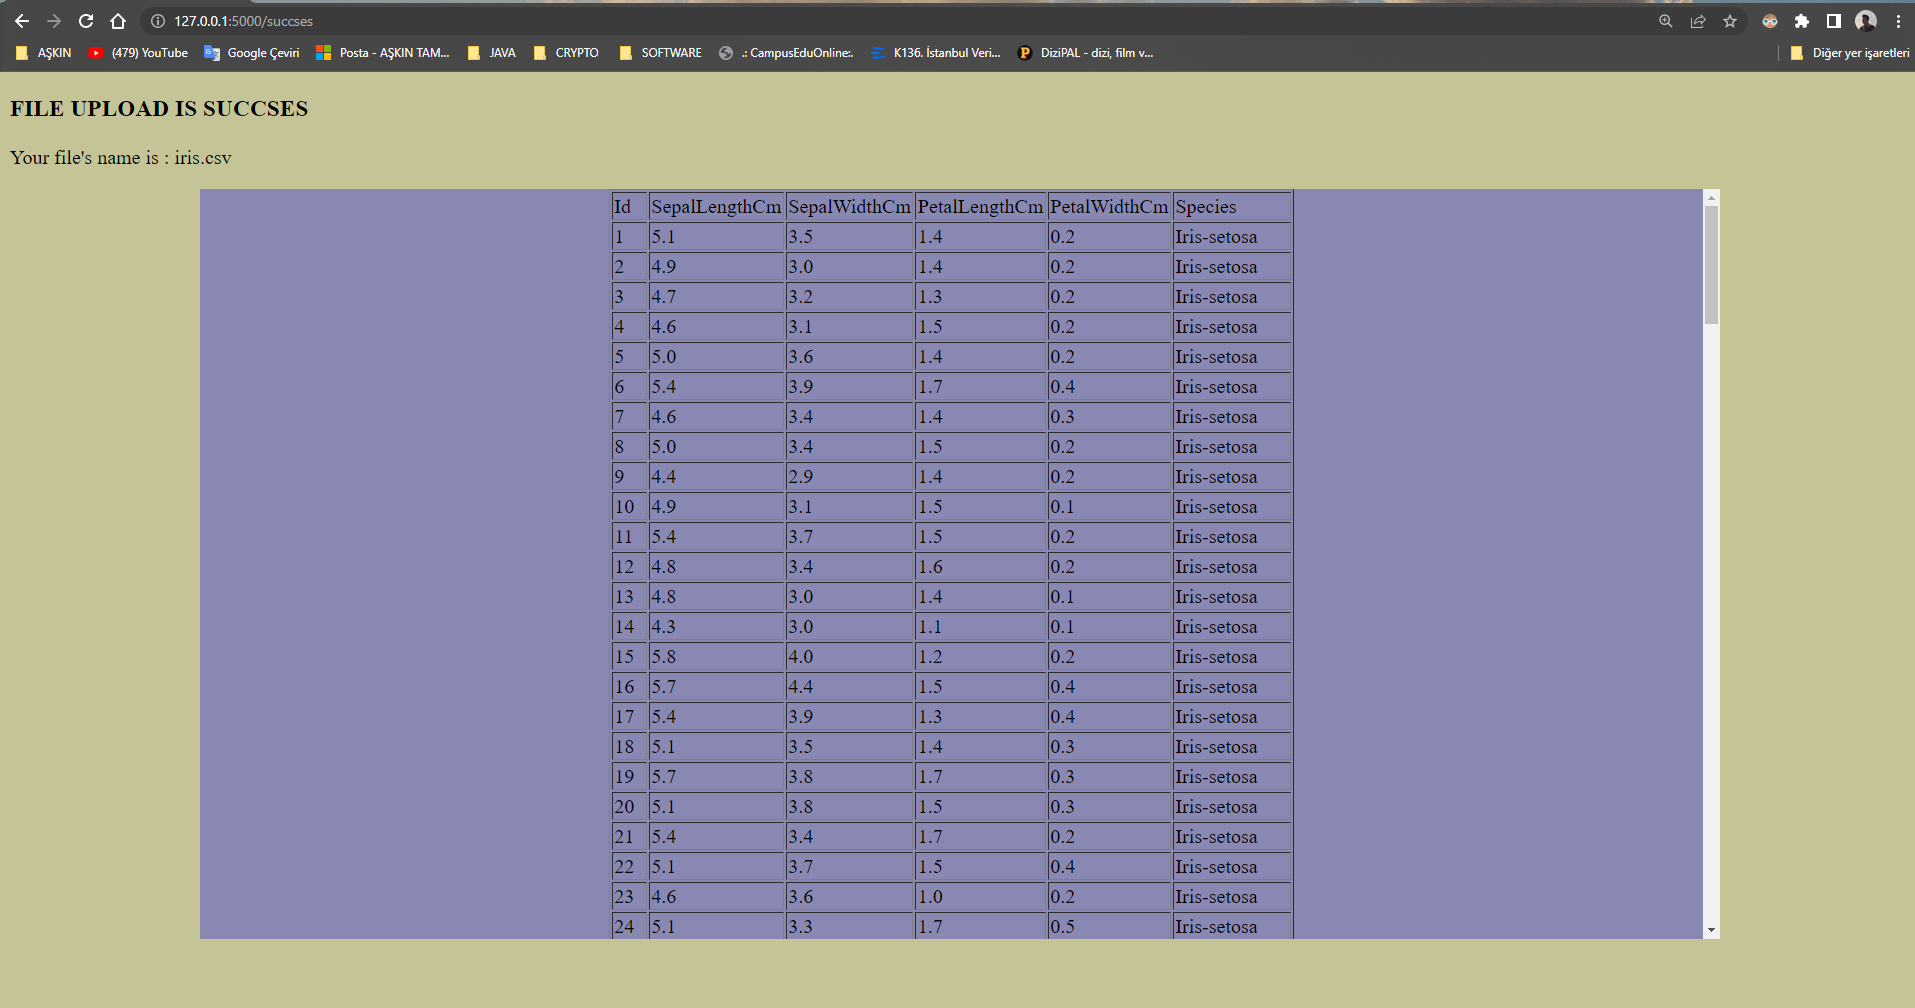 127.0.0.1:5000/succses
AŞKIN (479) YouTube Google Çeviri Posta - AŞKIN TAM... JAVA CRYPTO SOFTWARE .: CampusEduOnline:. K136. İstanbul Veri... DiziPAL - dizi, film v... Diğer yer işaretleri
FILE UPLOAD IS SUCCSES
Your file's name is : iris.csv
Id SepalLengthCm SepalWidthCm PetalLengthCm PetalWidthCm Species
1 5.1 3.5 1.4 0.2 Iris-setosa
2 4.9 3.0 1.4 0.2 Iris-setosa
3 4.7 3.2 1.3 0.2 Iris-setosa
4 4.6 3.1 1.5 0.2 Iris-setosa
5 5.0 3.6 1.4 0.2 Iris-setosa
6 5.4 3.9 1.7 0.4 Iris-setosa
7 4.6 3.4 1.4 0.3 Iris-setosa
8 5.0 3.4 1.5 0.2 Iris-setosa
9 4.4 2.9 1.4 0.2 Iris-setosa
10 4.9 3.1 1.5 0.1 Iris-setosa
11 5.4 3.7 1.5 0.2 Iris-setosa
12 4.8 3.4 1.6 0.2 Iris-setosa
13 4.8 3.0 1.4 0.1 Iris-setosa
14 4.3 3.0 1.1 0.1 Iris-setosa
15 5.8 4.0 1.2 0.2 Iris-setosa
16 5.7 4.4 1.5 0.4 Iris-setosa
17 5.4 3.9 1.3 0.4 Iris-setosa
18 5.1 3.5 1.4 0.3 Iris-setosa
19 5.7 3.8 1.7 0.3 Iris-setosa
20 5.1 3.8 1.5 0.3 Iris-setosa
21 5.4 3.4 1.7 0.2 Iris-setosa
22 5.1 3.7 1.5 0.4 Iris-setosa
23 4.6 3.6 1.0 0.2 Iris-setosa
24 5.1 3.3 1.7 0.5 Iris-setosa